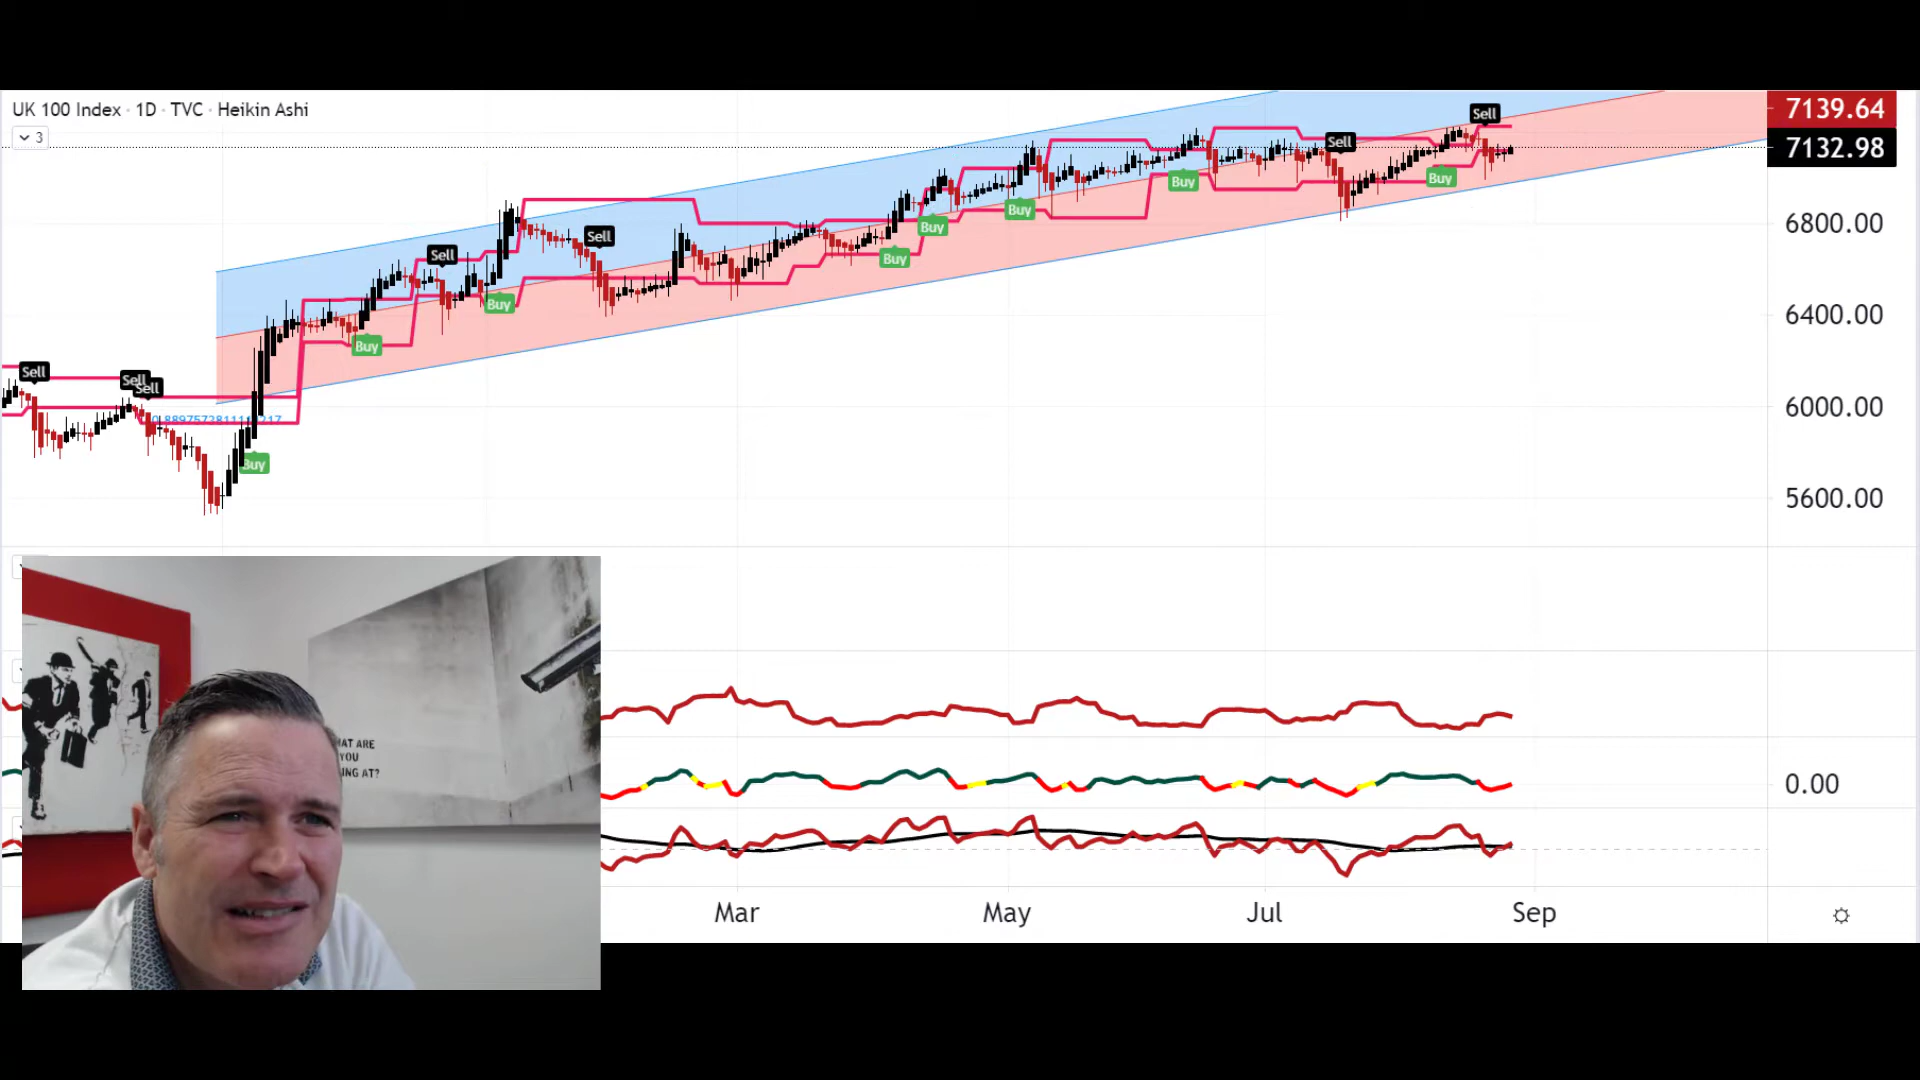 UK 100 Index · 1D · TVC · Heikin Ashi
3
7139.64
7132.98
6800.00
6400.00
6000.00
5600.00
0.00
Sell
Sell
Sell
Buy
Buy
Sell
Buy
Sell
Buy
Buy
Buy
Buy
Sell
Buy
Sell
Mar
May
Jul
Sep
HAT ARE
YOU
ING AT?